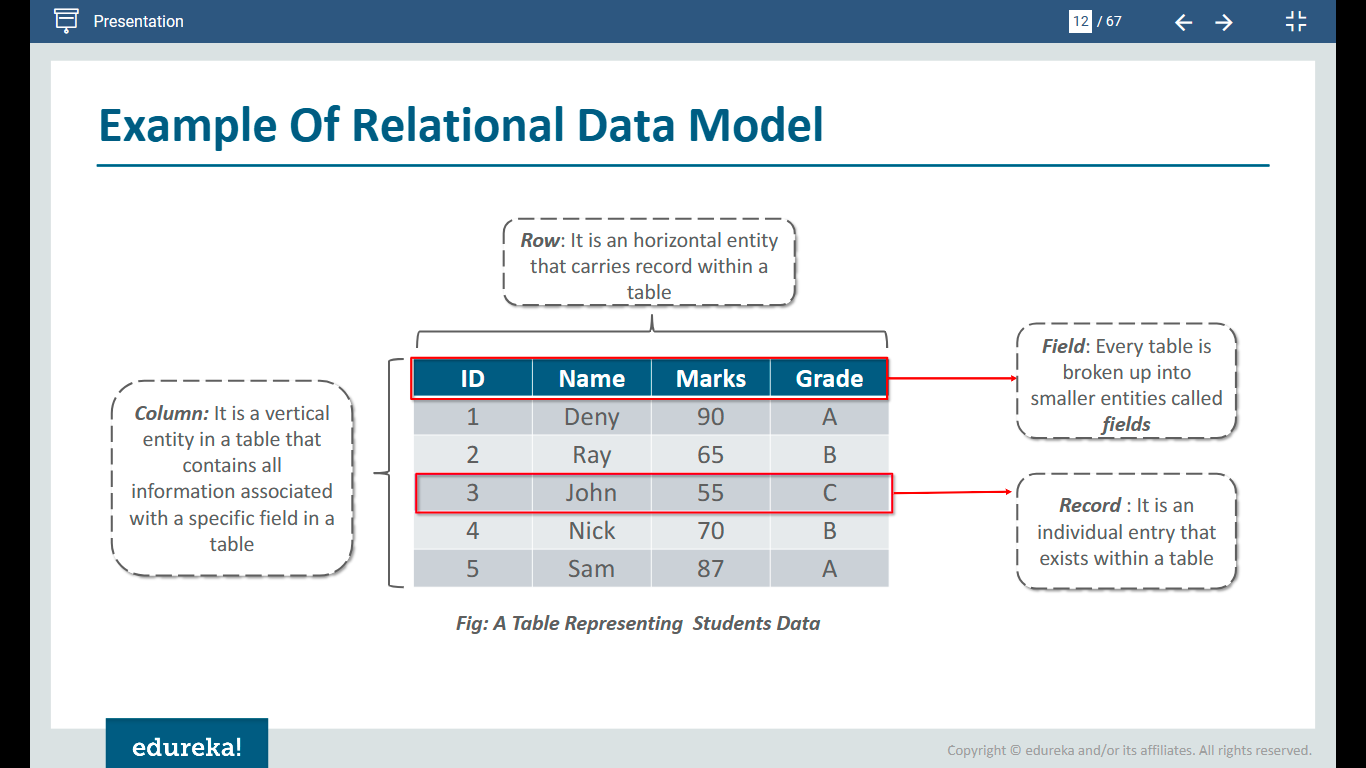 Presentation
12 / 67
Example Of Relational Data Model
Row: It is an horizontal entity
that carries record within a
table
Column: It is a vertical
entity in a table that
contains all
information associated
with a specific field in a
table
ID Name Marks Grade
1 Deny 90 A
2 Ray 65 B
3 John 55 C
4 Nick 70 B
5 Sam 87 A
Field: Every table is
broken up into
smaller entities called
fields
Record : It is an
individual entry that
exists within a table
Fig: A Table Representing  Students Data
edureka!
Copyright © edureka and/or its affiliates. All rights reserved.